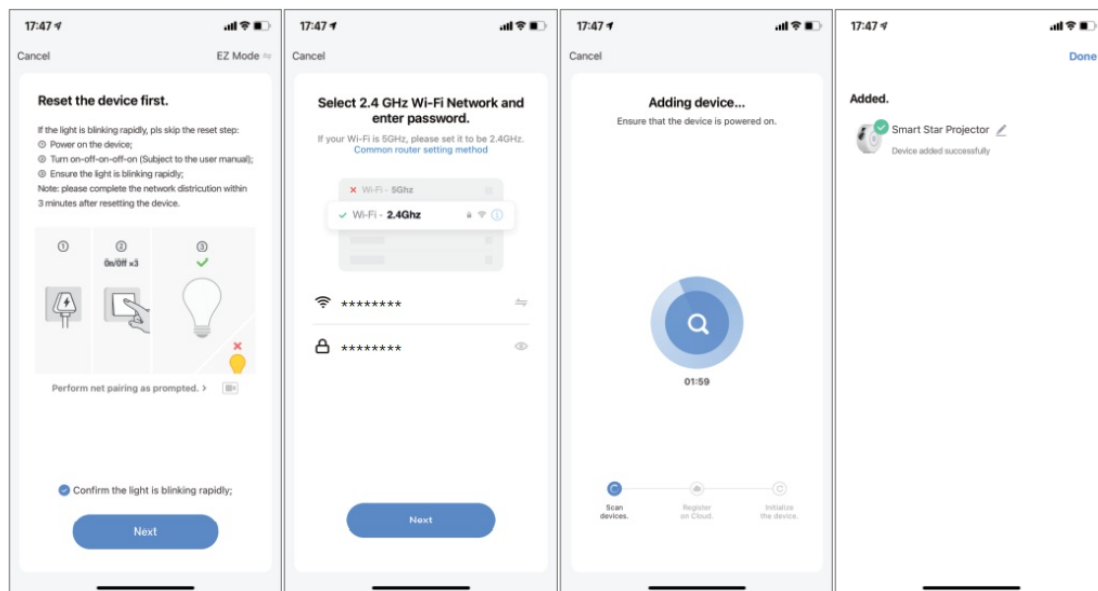 17:47
Cancel
EZ Mode
Reset the device first.
If the light is blinking rapidly, pls skip the reset step:
① Power on the device;
② Turn on-off-on-off-on (Subject to the user manual);
③ Ensure the light is blinking rapidly;
Note: please complete the network districution within
3 minutes after resetting the device.
① ② ③
On/Off ×3
Perform net pairing as prompted. >
Confirm the light is blinking rapidly;
Next
17:47
Cancel
Select 2.4 GHz Wi-Fi Network and
enter password.
If your Wi-Fi is 5GHz, please set it to be 2.4GHz.
Common router setting method
Wi-Fi - 5Ghz
Wi-Fi - 2.4Ghz
********
********
Next
17:47
Cancel
Adding device...
Ensure that the device is powered on.
01:59
Scan
devices.
Register
on Cloud.
Initialize
the device.
17:47
Done
Added.
Smart Star Projector
Device added successfully